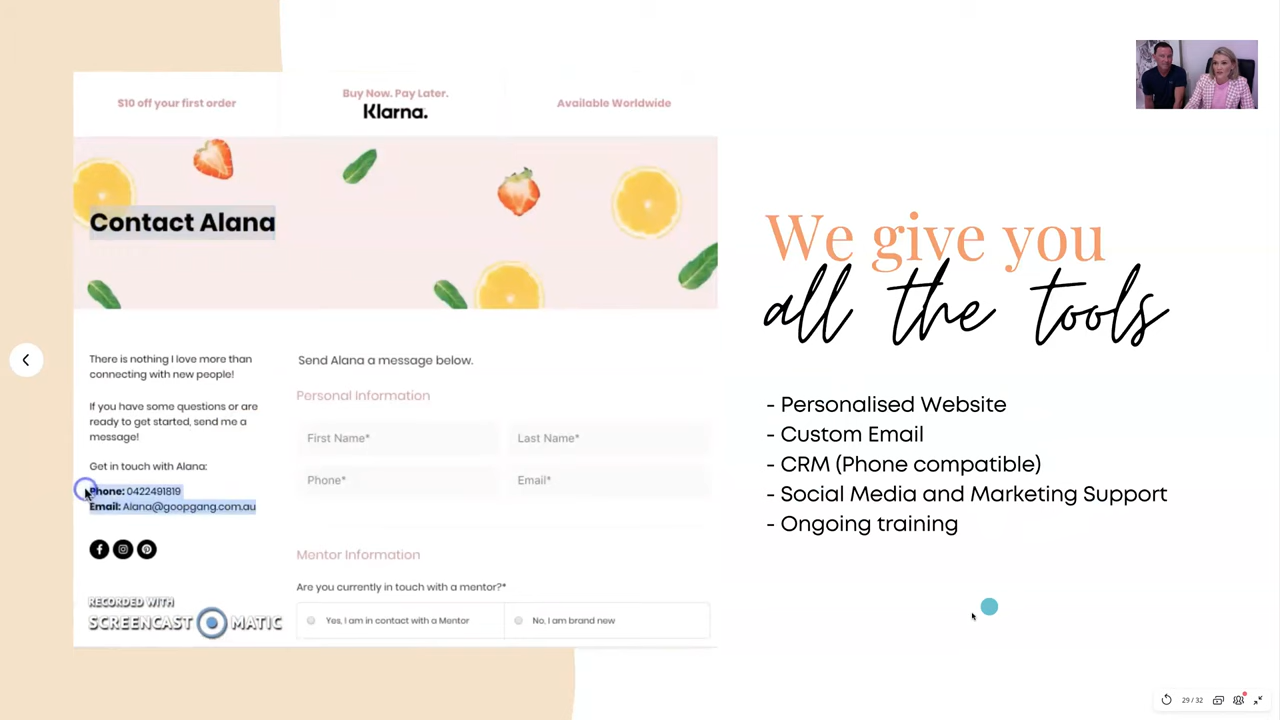 $10 off your first order
Buy Now. Pay Later.
Klarna.
Available Worldwide
Contact Alana
There is nothing I love more than
connecting with new people!
If you have some questions or are
ready to get started, send me a
message!
Get in touch with Alana:
Phone: 0422491819
Email: Alana@goopgang.com.au
RECORDED WITH
SCREENCAST MATIC
Send Alana a message below.
Personal Information
First Name*
Last Name*
Phone*
Email*
Mentor Information
Are you currently in touch with a mentor?*
Yes, I am in contact with a Mentor
No, I am brand new
We give you
all the tools
- Personalised Website
- Custom Email
- CRM (Phone compatible)
- Social Media and Marketing Support
- Ongoing training
29 / 32